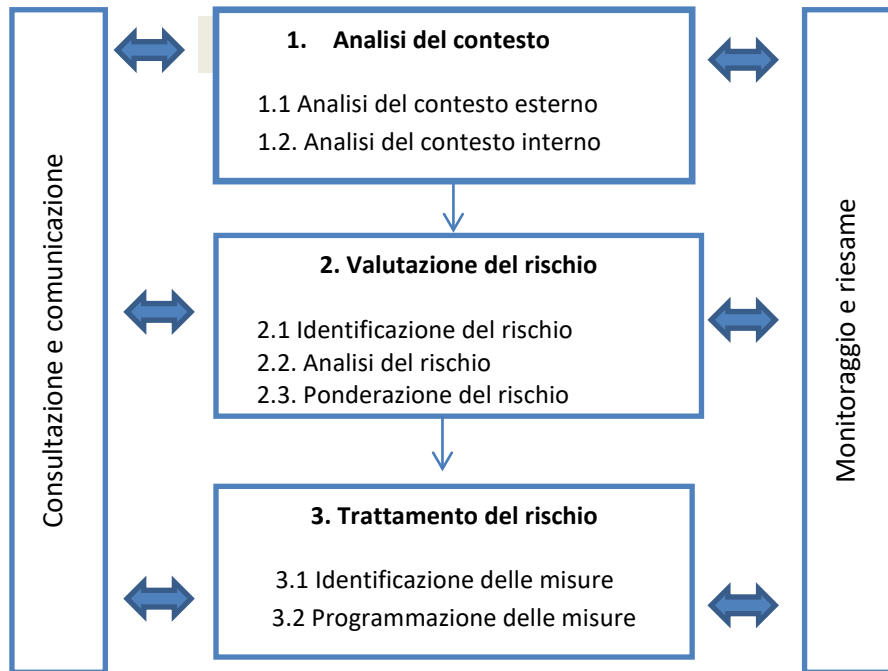 Consultazione e comunicazione
1. Analisi del contesto
1.1 Analisi del contesto esterno
1.2. Analisi del contesto interno
2. Valutazione del rischio
2.1 Identificazione del rischio
2.2. Analisi del rischio
2.3. Ponderazione del rischio
3. Trattamento del rischio
3.1 Identificazione delle misure
3.2 Programmazione delle misure
Monitoraggio e riesame